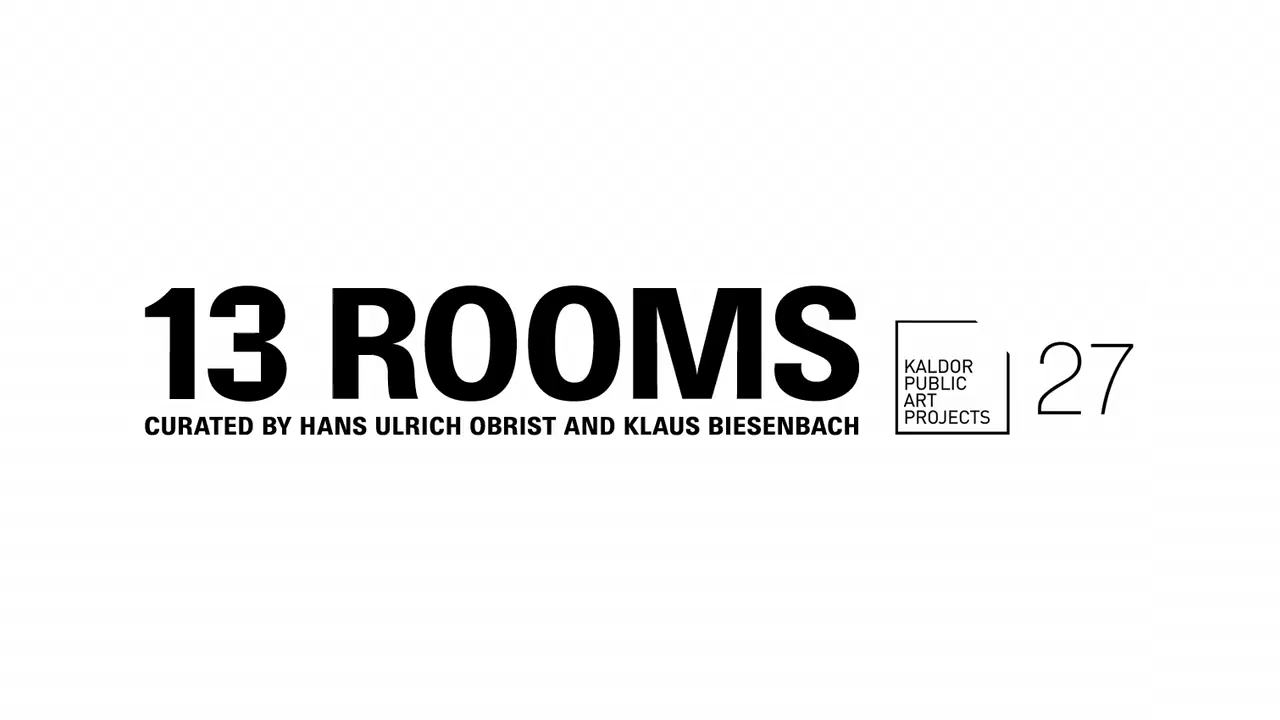 13 ROOMS
CURATED BY HANS ULRICH OBRIST AND KLAUS BIESENBACH
KALDOR
PUBLIC
ART
PROJECTS
27